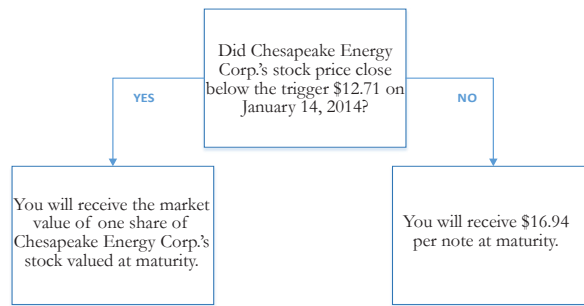 Did Chesapeake Energy
Corp.'s stock price close
below the trigger $12.71 on
January 14, 2014?
YES
NO
You will receive the market
value of one share of
Chesapeake Energy Corp.'s
stock valued at maturity.
You will receive $16.94
per note at maturity.